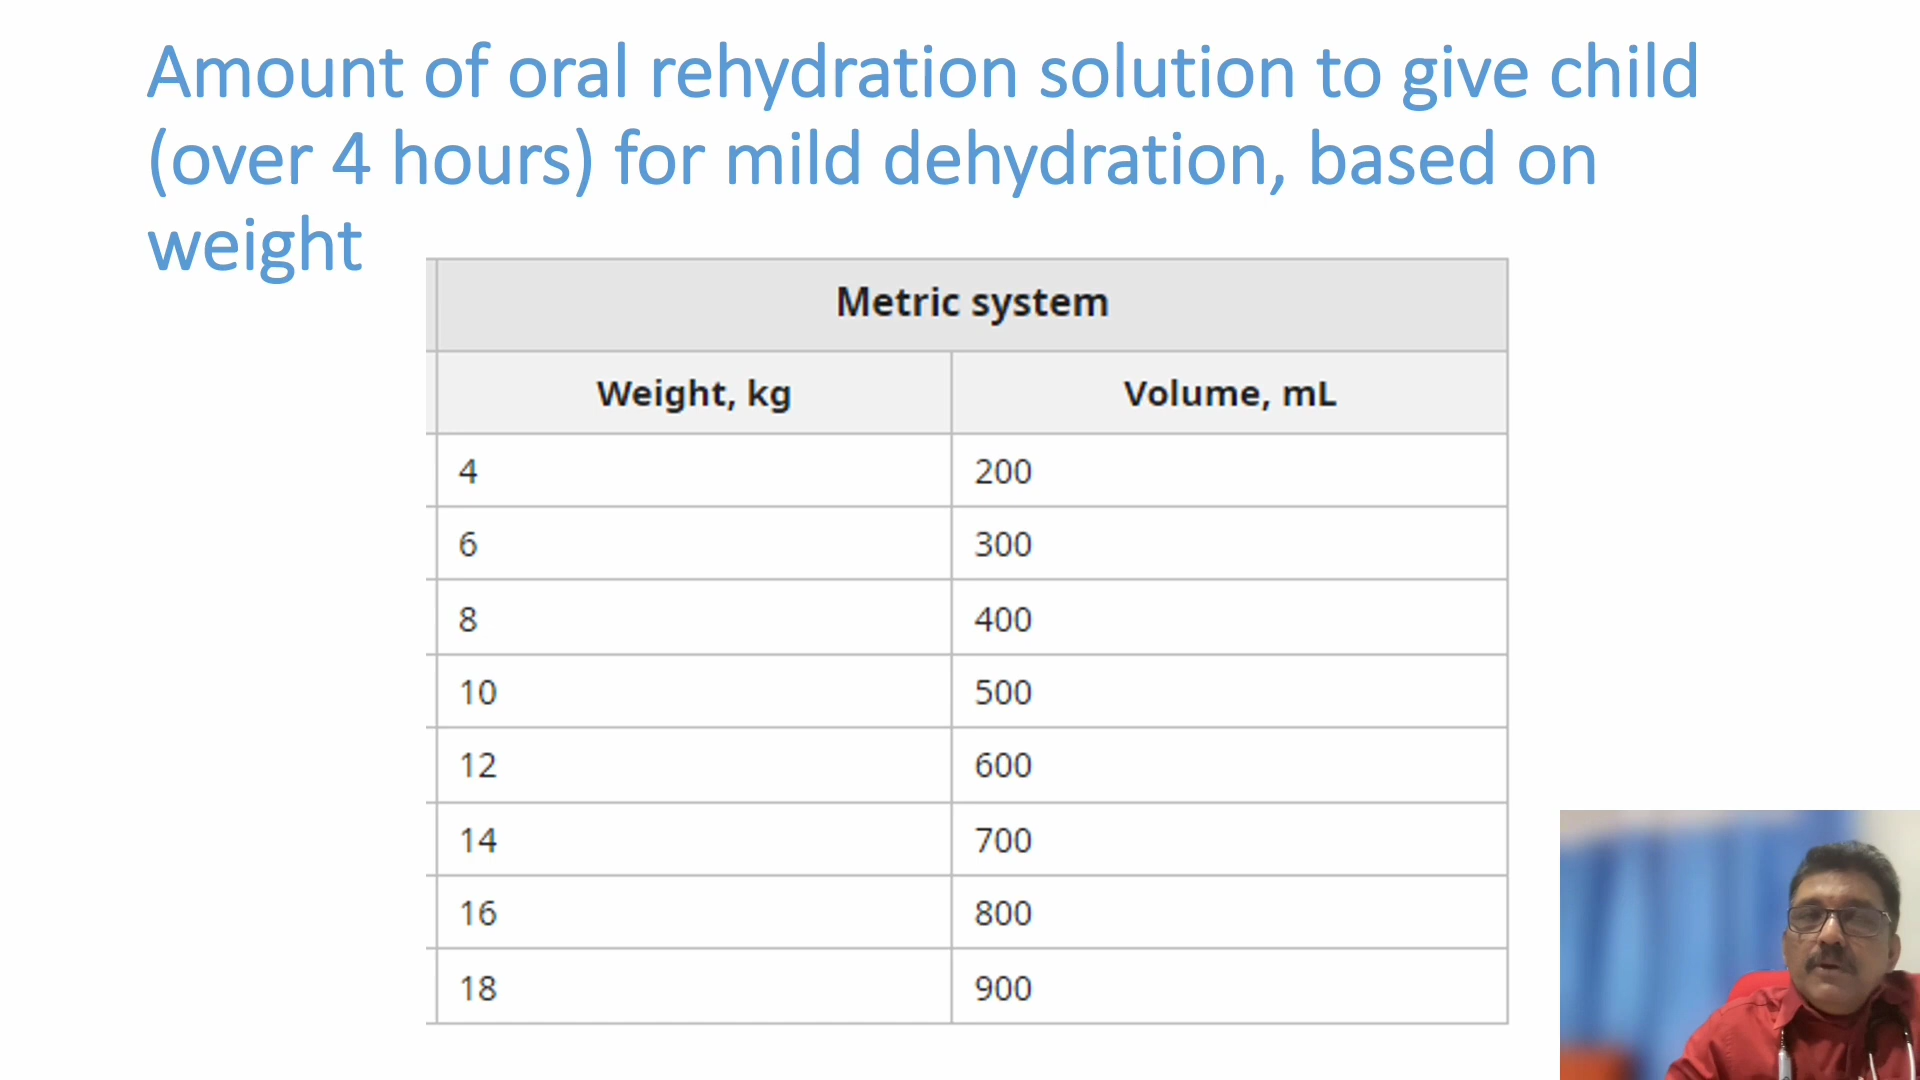 Amount of oral rehydration solution to give child
(over 4 hours) for mild dehydration, based on
weight
Metric system
Weight, kg Volume, mL
4 200
6 300
8 400
10 500
12 600
14 700
16 800
18 900